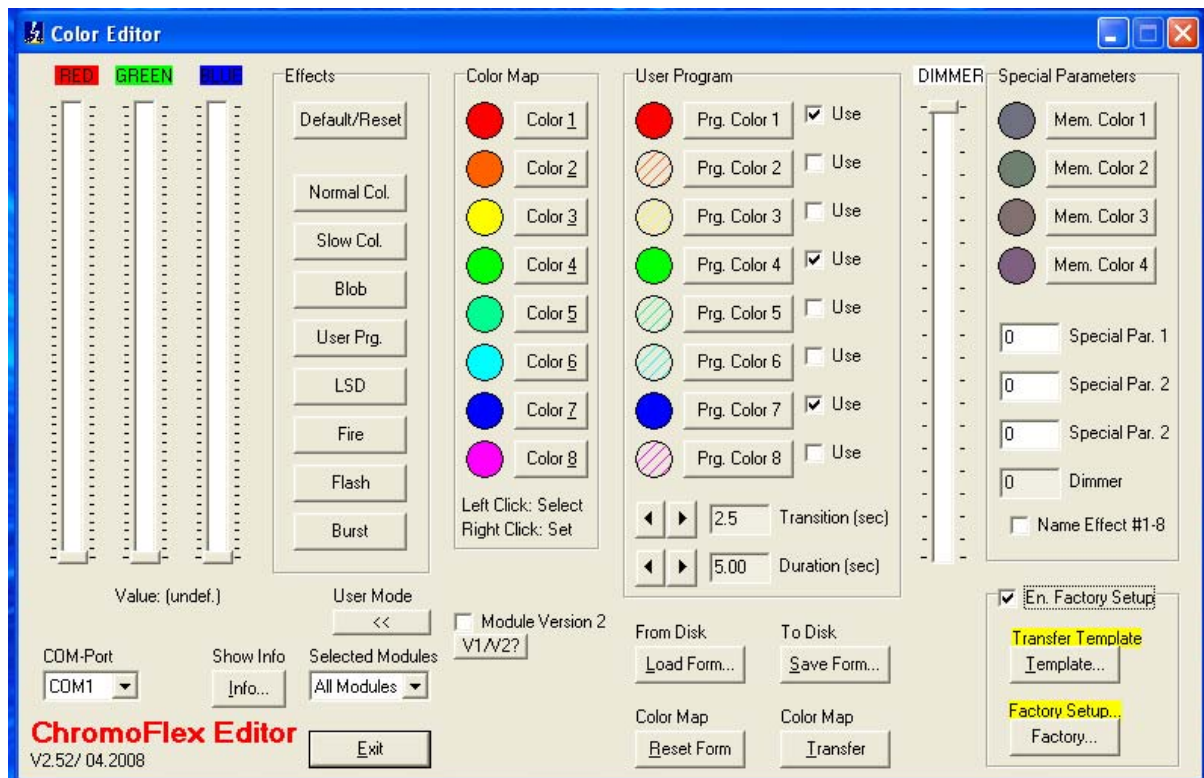 Color Editor
RED GREEN BLUE
Effects
Default/Reset
Normal Col.
Slow Col.
Blob
User Prg.
LSD
Fire
Flash
Burst
Color Map
Color 1
Color 2
Color 3
Color 4
Color 5
Color 6
Color 7
Color 8
Left Click: Select
Right Click: Set
User Program
Prg. Color 1 Use
Prg. Color 2 Use
Prg. Color 3 Use
Prg. Color 4 Use
Prg. Color 5 Use
Prg. Color 6 Use
Prg. Color 7 Use
Prg. Color 8 Use
2.5 Transition (sec)
5.00 Duration (sec)
DIMMER
Special Parameters
Mem. Color 1
Mem. Color 2
Mem. Color 3
Mem. Color 4
0 Special Par. 1
0 Special Par. 2
0 Special Par. 2
0 Dimmer
Name Effect #1-8
Value: (undef.)
User Mode
<<
Module Version 2
V1/V2?
COM-Port
COM1
Show Info
Info...
Selected Modules
All Modules
ChromoFlex Editor
V2.52/ 04.2008
Exit
From Disk
Load Form...
To Disk
Save Form...
Color Map
Reset Form
Color Map
Transfer
En. Factory Setup
Transfer Template
Template...
Factory Setup...
Factory...